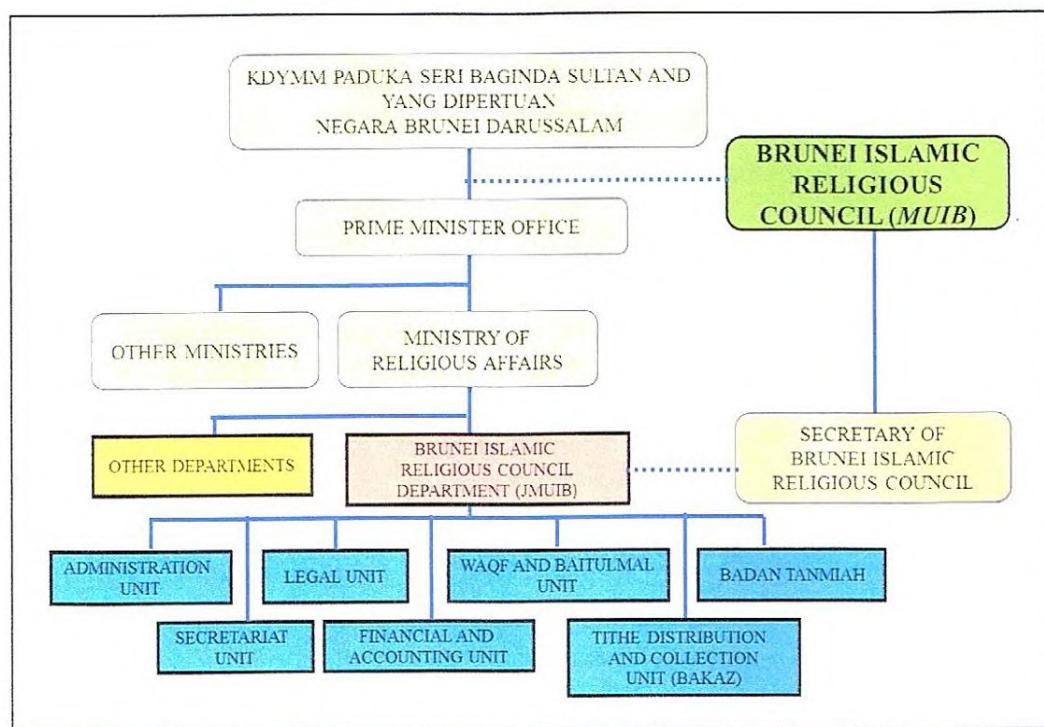 KDYMM PADUKA SERI BAGINDA SULTAN AND
YANG DIPERTUAN
NEGARA BRUNEI DARUSSALAM
BRUNEI ISLAMIC
RELIGIOUS
COUNCIL (MUIB)
PRIME MINISTER OFFICE
OTHER MINISTRIES
MINISTRY OF
RELIGIOUS AFFAIRS
OTHER DEPARTMENTS
BRUNEI ISLAMIC
RELIGIOUS COUNCIL
DEPARTMENT (JMUIB)
SECRETARY OF
BRUNEI ISLAMIC
RELIGIOUS COUNCIL
ADMINISTRATION
UNIT
LEGAL UNIT
WAQF AND BAITULMAL
UNIT
BADAN TANMIAH
SECRETARIAT
UNIT
FINANCIAL AND
ACCOUNTING UNIT
TITHE DISTRIBUTION
AND COLLECTION
UNIT (BAKAZ)